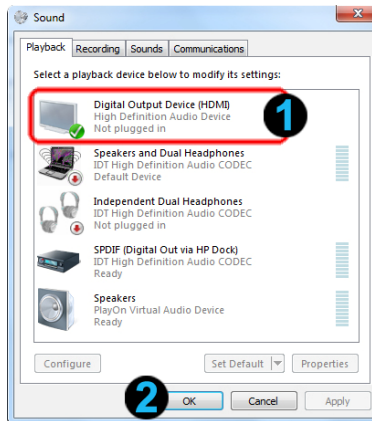 Sound
Playback Recording Sounds Communications
Select a playback device below to modify its settings:
Digital Output Device (HDMI)
High Definition Audio Device
Not plugged in
1
Speakers and Dual Headphones
IDT High Definition Audio CODEC
Default Device
Independent Dual Headphones
IDT High Definition Audio CODEC
Not plugged in
SPDIF (Digital Out via HP Dock)
IDT High Definition Audio CODEC
Ready
Speakers
PlayOn Virtual Audio Device
Ready
Configure Set Default Properties
2 OK Cancel Apply